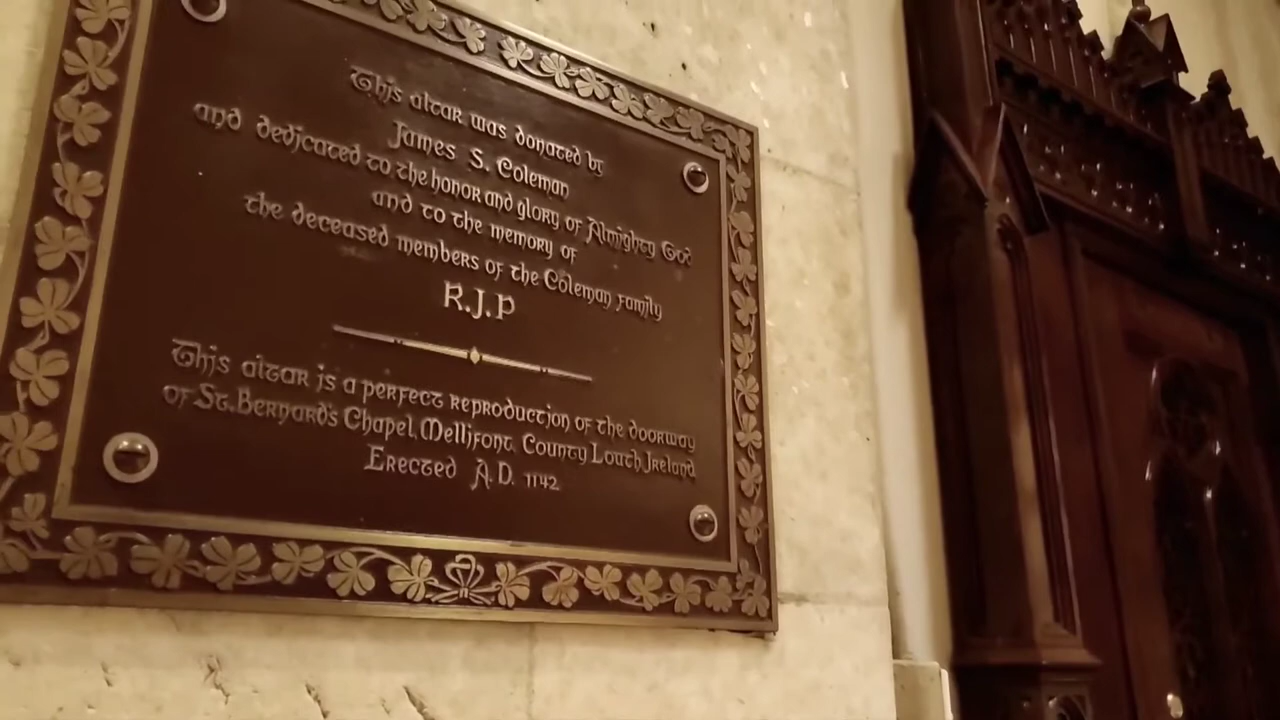 This altar was donated by
James S. Coleman
and dedicated to the honor and glory of Almighty God
and to the memory of
the deceased members of the Coleman family
R.I.P
This altar is a perfect reproduction of the doorway
of St. Bernard's Chapel, Mellifont, County Louth Ireland
Erected A.D. 1142